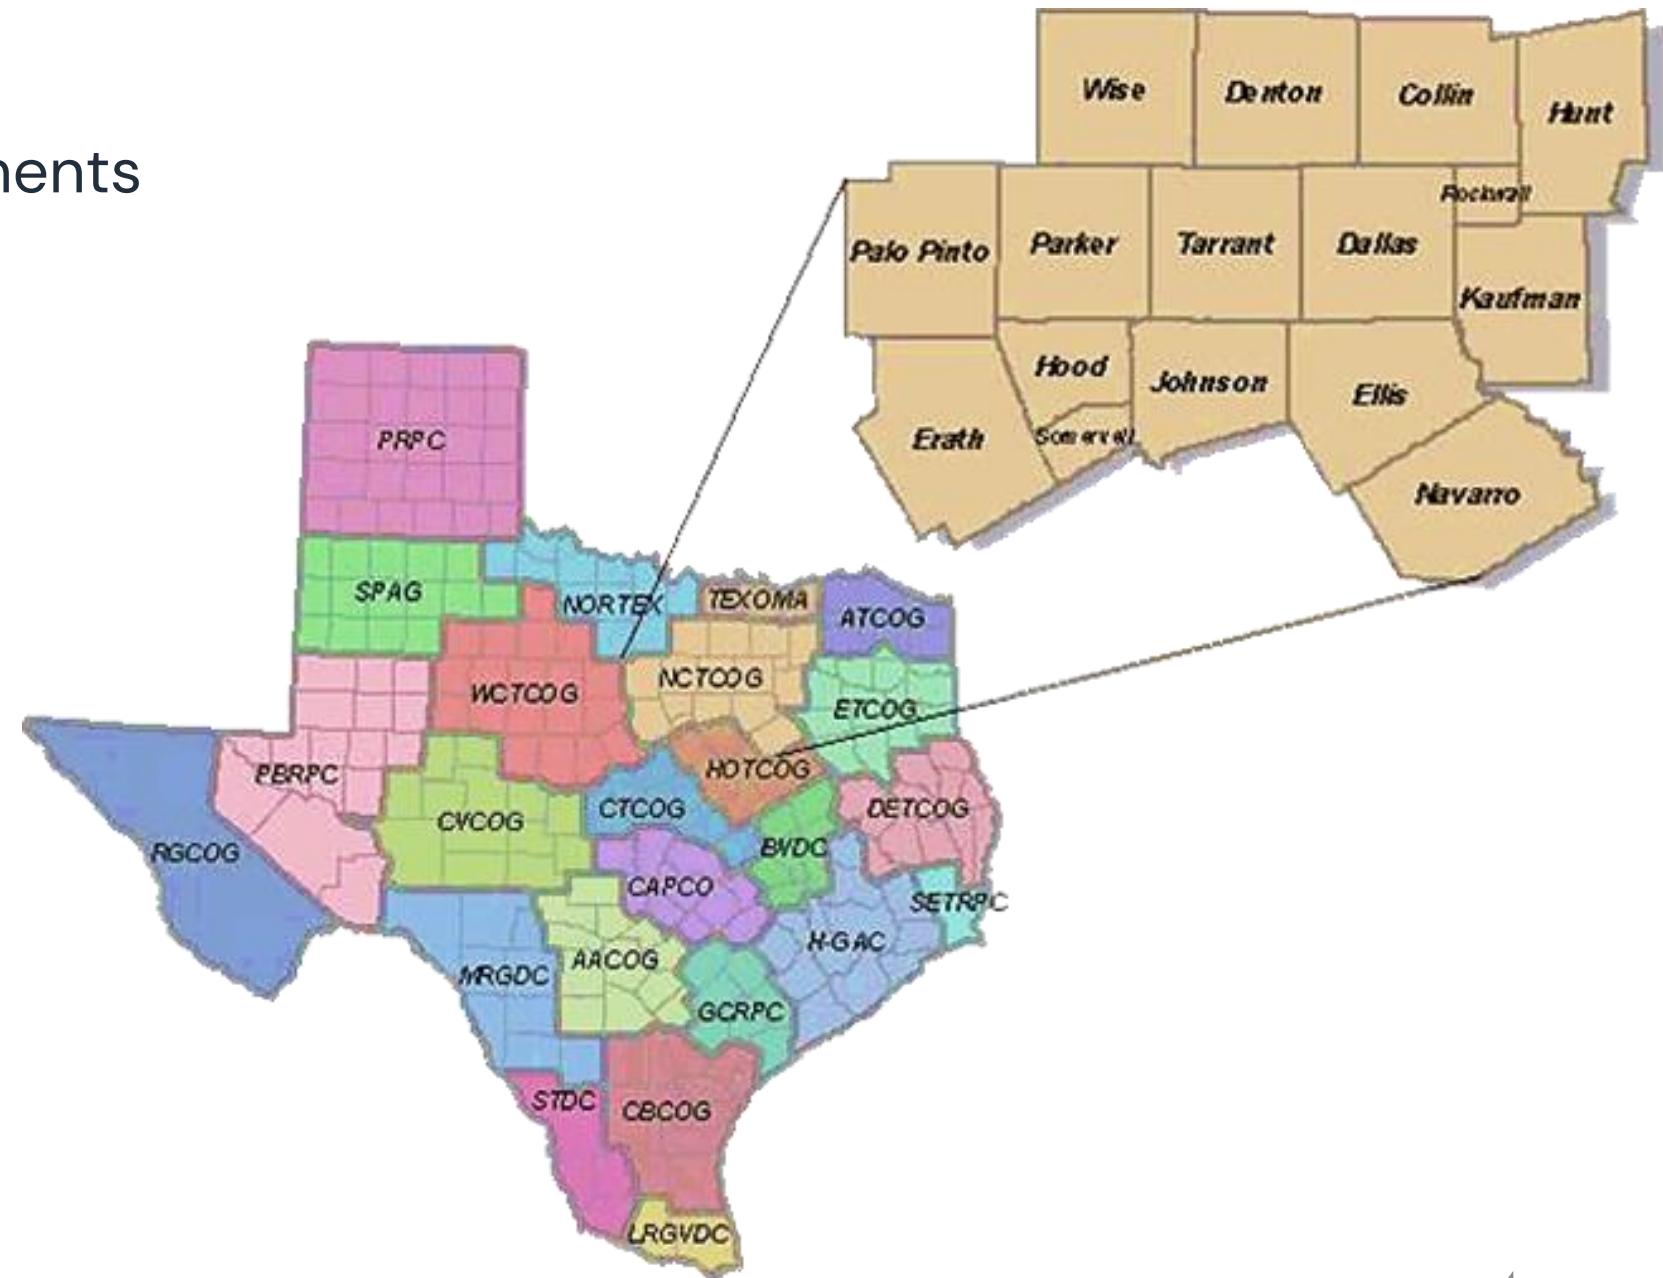 nents
Wise
Denton
Collin
Hunt
Rockwall
Palo Pinto
Parker
Tarrant
Dallas
Kaufman
Hood
Johnson
Ellis
Erath
Somervell
Navarro
PRPC
SPAG
NORTEX
TEXOMA
ATCOG
WCTCOG
NCTCOG
ETCOG
PBRPC
HOTCOG
CVCOG
CTCOG
DETCOG
RGCOG
BVDC
CAPCO
SETRPC
H-GAC
AACOG
MRGDC
GCRPC
STDC
CBCOG
LRGVDC